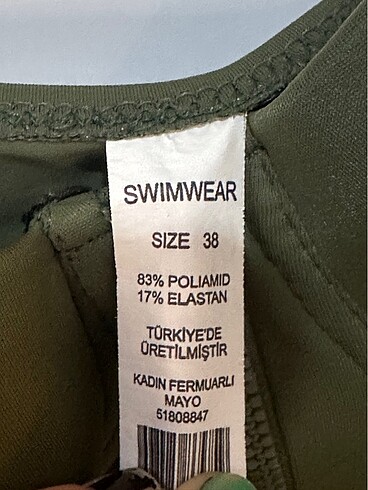 SWIMWEAR
SIZE 38
83% POLIAMID
17% ELASTAN
TÜRKİYE'DE
ÜRETİLMİŞTİR
KADIN FERMUARLI
MAYO
51808847